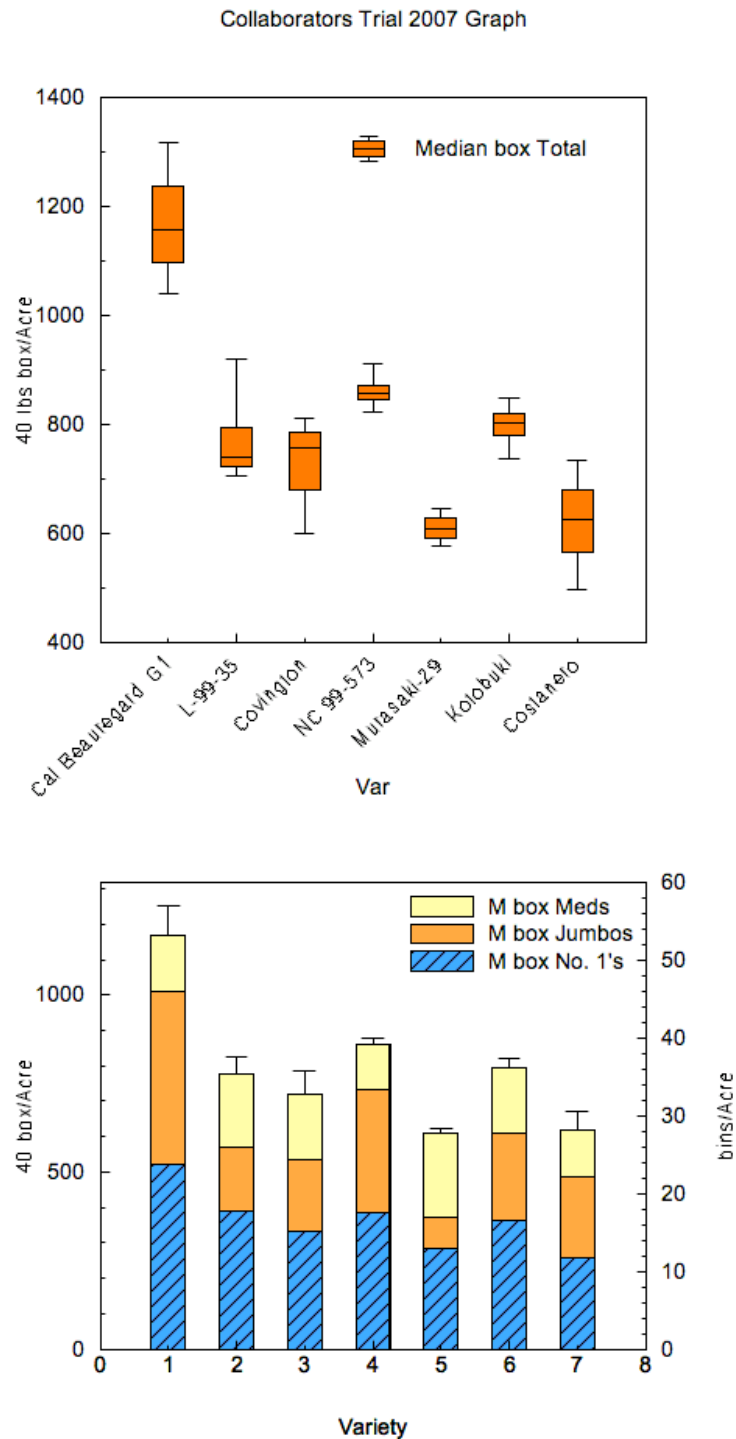 Collaborators Trial 2007 Graph
1400
Median box Total
1200
1000
800
600
400
40 lbs box/Acre
Cal Beauregard G1
L-99-35
Covington
NC 99-573
Murasaki-29
Kotobuki
Costanero
Var
60
M box Meds
M box Jumbos
50
M box No. 1's
1000
40
40 box/Acre
bins/Acre
30
500
20
10
0
0
0 1 2 3 4 5 6 7 8
Variety